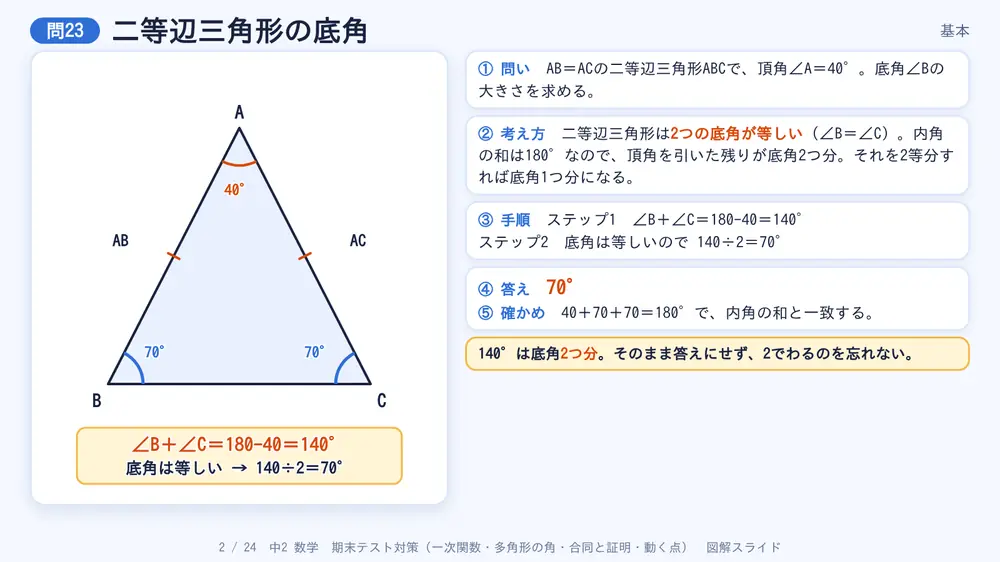 問23 二等辺三角形の底角
基本
A
40°
AB
AC
70°
70°
B
C
∠B＋∠C＝180−40＝140°
底角は等しい → 140÷2＝70°
① 問い　AB＝ACの二等辺三角形ABCで、頂角∠A＝40°。底角∠Bの
大きさを求める。
② 考え方　二等辺三角形は2つの底角が等しい（∠B＝∠C）。内角
の和は180°なので、頂角を引いた残りが底角2つ分。それを2等分す
れば底角1つ分になる。
③ 手順　ステップ1　∠B＋∠C＝180−40＝140°
ステップ2　底角は等しいので 140÷2＝70°
④ 答え　70°
⑤ 確かめ　40＋70＋70＝180°で、内角の和と一致する。
140°は底角2つ分。そのまま答えにせず、2でわるのを忘れない。
2 / 24　中2 数学　期末テスト対策（一次関数・多角形の角・合同と証明・動く点）　図解スライド